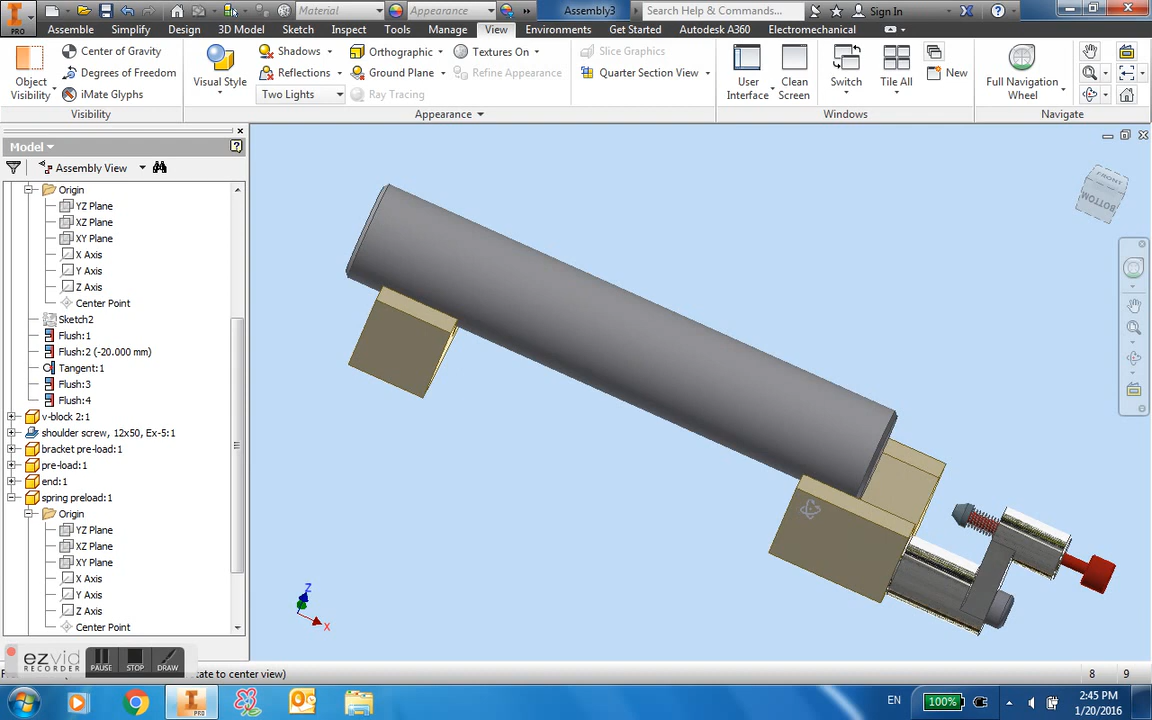 Material
Appearance
Assembly3
Search Help & Commands...
Sign In
PRO
Assemble
Simplify
Design
3D Model
Sketch
Inspect
Tools
Manage
View
Environments
Get Started
Autodesk A360
Electromechanical
Object
Visibility
Center of Gravity
Degrees of Freedom
iMate Glyphs
Visibility
Visual Style
Shadows
Reflections
Two Lights
Orthographic
Ground Plane
Ray Tracing
Textures On
Refine Appearance
Slice Graphics
Quarter Section View
Appearance
User
Interface
Clean
Screen
Switch
Tile All
New
Windows
Full Navigation
Wheel
Navigate
Model
Assembly View
Origin
YZ Plane
XZ Plane
XY Plane
X Axis
Y Axis
Z Axis
Center Point
Sketch2
Flush:1
Flush:2 (-20.000 mm)
Tangent:1
Flush:3
Flush:4
v-block 2:1
shoulder screw, 12x50, Ex-5:1
bracket pre-load:1
pre-load:1
end:1
spring preload:1
Origin
YZ Plane
XZ Plane
XY Plane
X Axis
Y Axis
Z Axis
Center Point
FRONT
BOTTOM
Z
X
ezvid
RECORDER
PAUSE
STOP
DRAW
tate to center view)
8
9
PRO
EN
100%
2:45 PM
1/20/2016